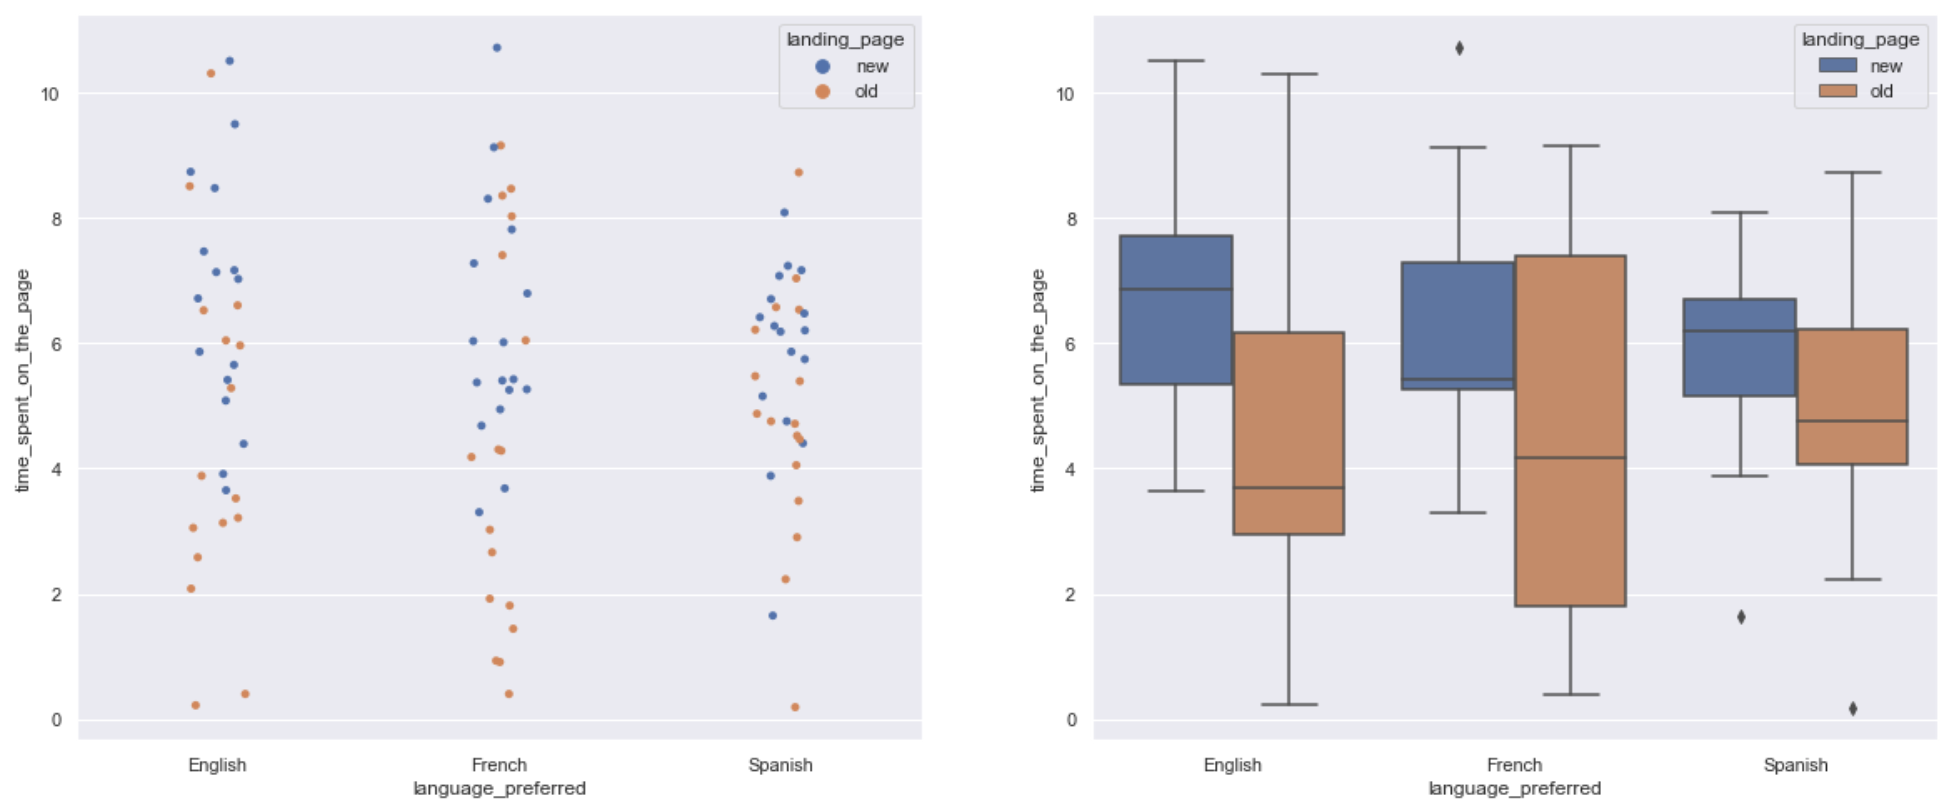 landing_page
new
old
10
8
6
4
2
0
time_spent_on_the_page
English
French
Spanish
language_preferred
landing_page
new
old
10
8
6
4
2
0
time_spent_on_the_page
English
French
Spanish
language_preferred